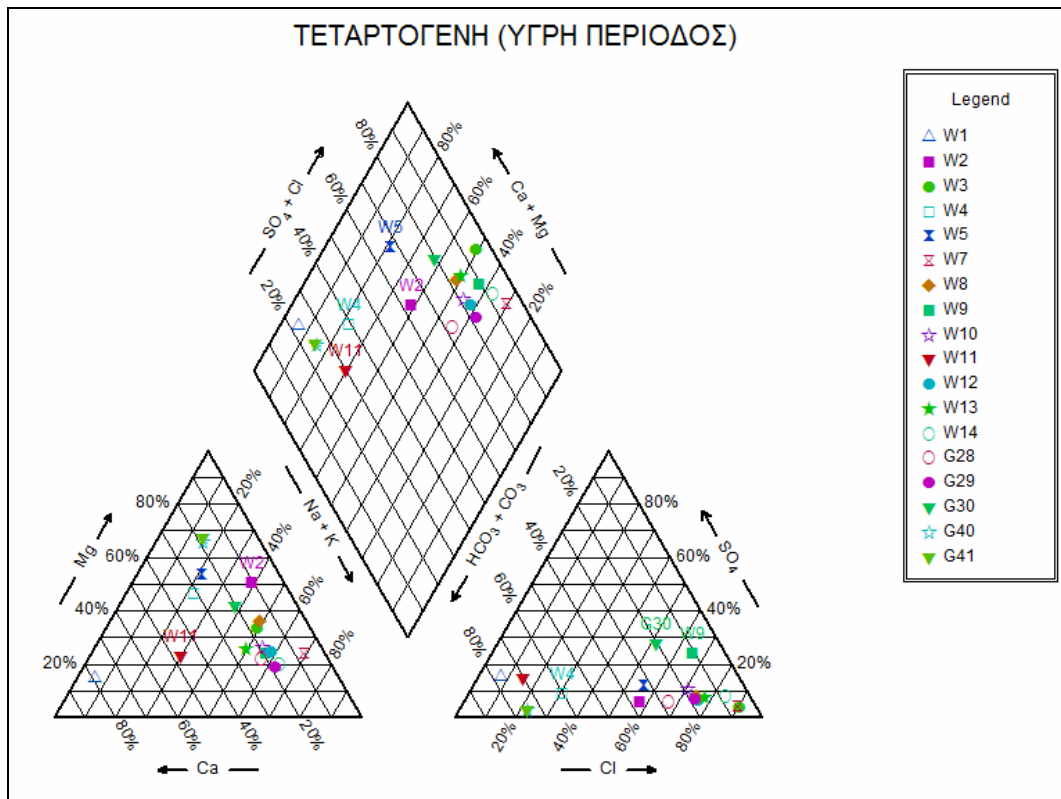 ΤΕΤΑΡΤΟΓΕΝΗ (ΥΓΡΗ ΠΕΡΙΟΔΟΣ)
Legend
W1
W2
W3
W4
W5
W7
W8
W9
W10
W11
W12
W13
W14
G28
G29
G30
G40
G41
80% 80%
60% 60%
40% 40%
20% 20%
SO4 + Cl
Ca + Mg
W5
W2
W4
W11
Na + K
HCO3 + CO3
80% 20%
60% 40%
40% 60%
20% 80%
Mg
W2
W11
80% 60% 40% 20%
Ca
20% 80%
40% 60%
60% 40%
80% 20%
SO4
G30
W9
W4
20% 40% 60% 80%
Cl